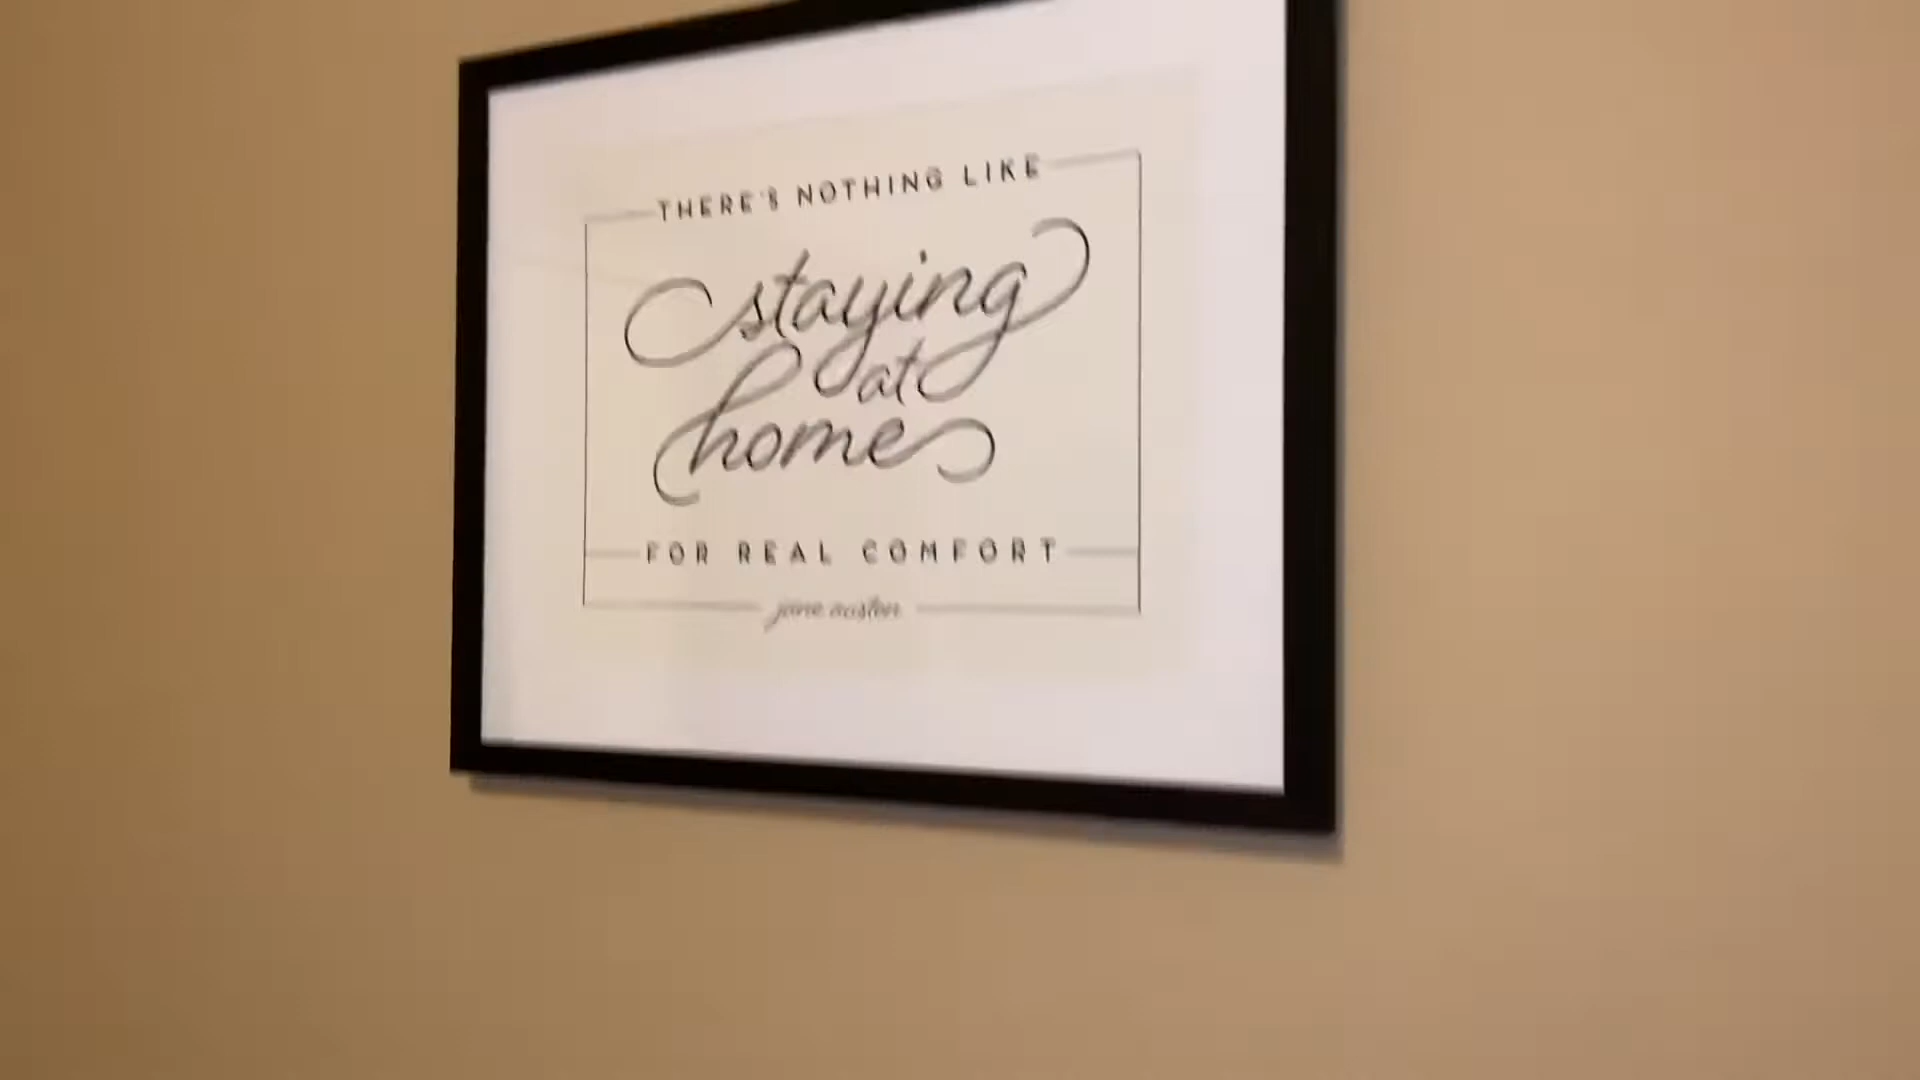 THERE'S NOTHING LIKE
staying
at
home
FOR REAL COMFORT
jane austen